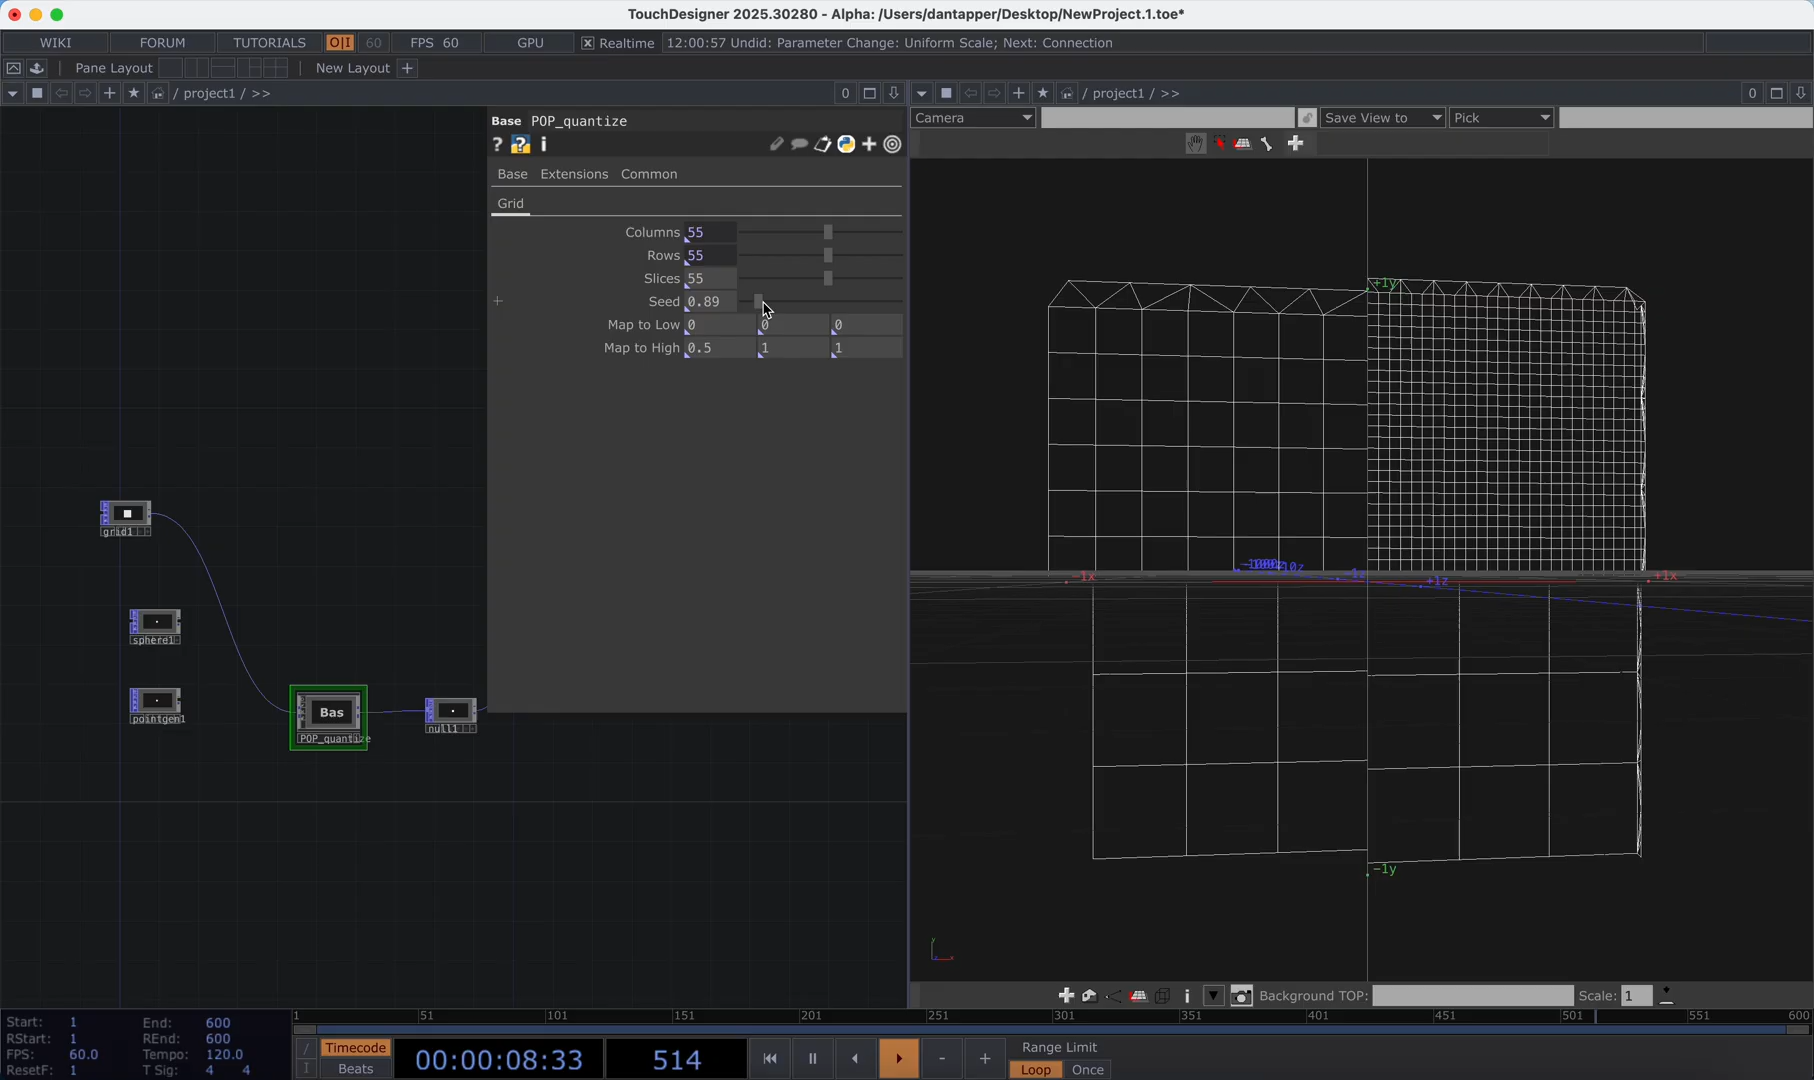 TouchDesigner 2025.30280 - Alpha: /Users/dantapper/Desktop/NewProject.1.toe*
WIKI FORUM TUTORIALS O|I 60 FPS 60 GPU Realtime 12:00:57 Undid: Parameter Change: Uniform Scale; Next: Connection
Pane Layout New Layout +
/ project1 / >> 0
/ project1 / >> 0
Base POP_quantize
Camera Save View to Pick
Base Extensions Common
Grid
Columns 55
Rows 55
Slices 55
Seed 0.89
Map to Low 0 0 0
Map to High 0.5 1 1
+1y
-1x -1z +1z +1x
-1y
grid1
sphere1
pointgen1
Bas
POP_quantize
null1
y
Background TOP: Scale: 1
Start: 1 End: 600
RStart: 1 REnd: 600
FPS: 60.0 Tempo: 120.0
ResetF: 1 T Sig: 4 4
1 51 101 151 201 251 301 351 401 451 501 551 600
Timecode
Beats
00:00:08:33
514
Range Limit
Loop Once